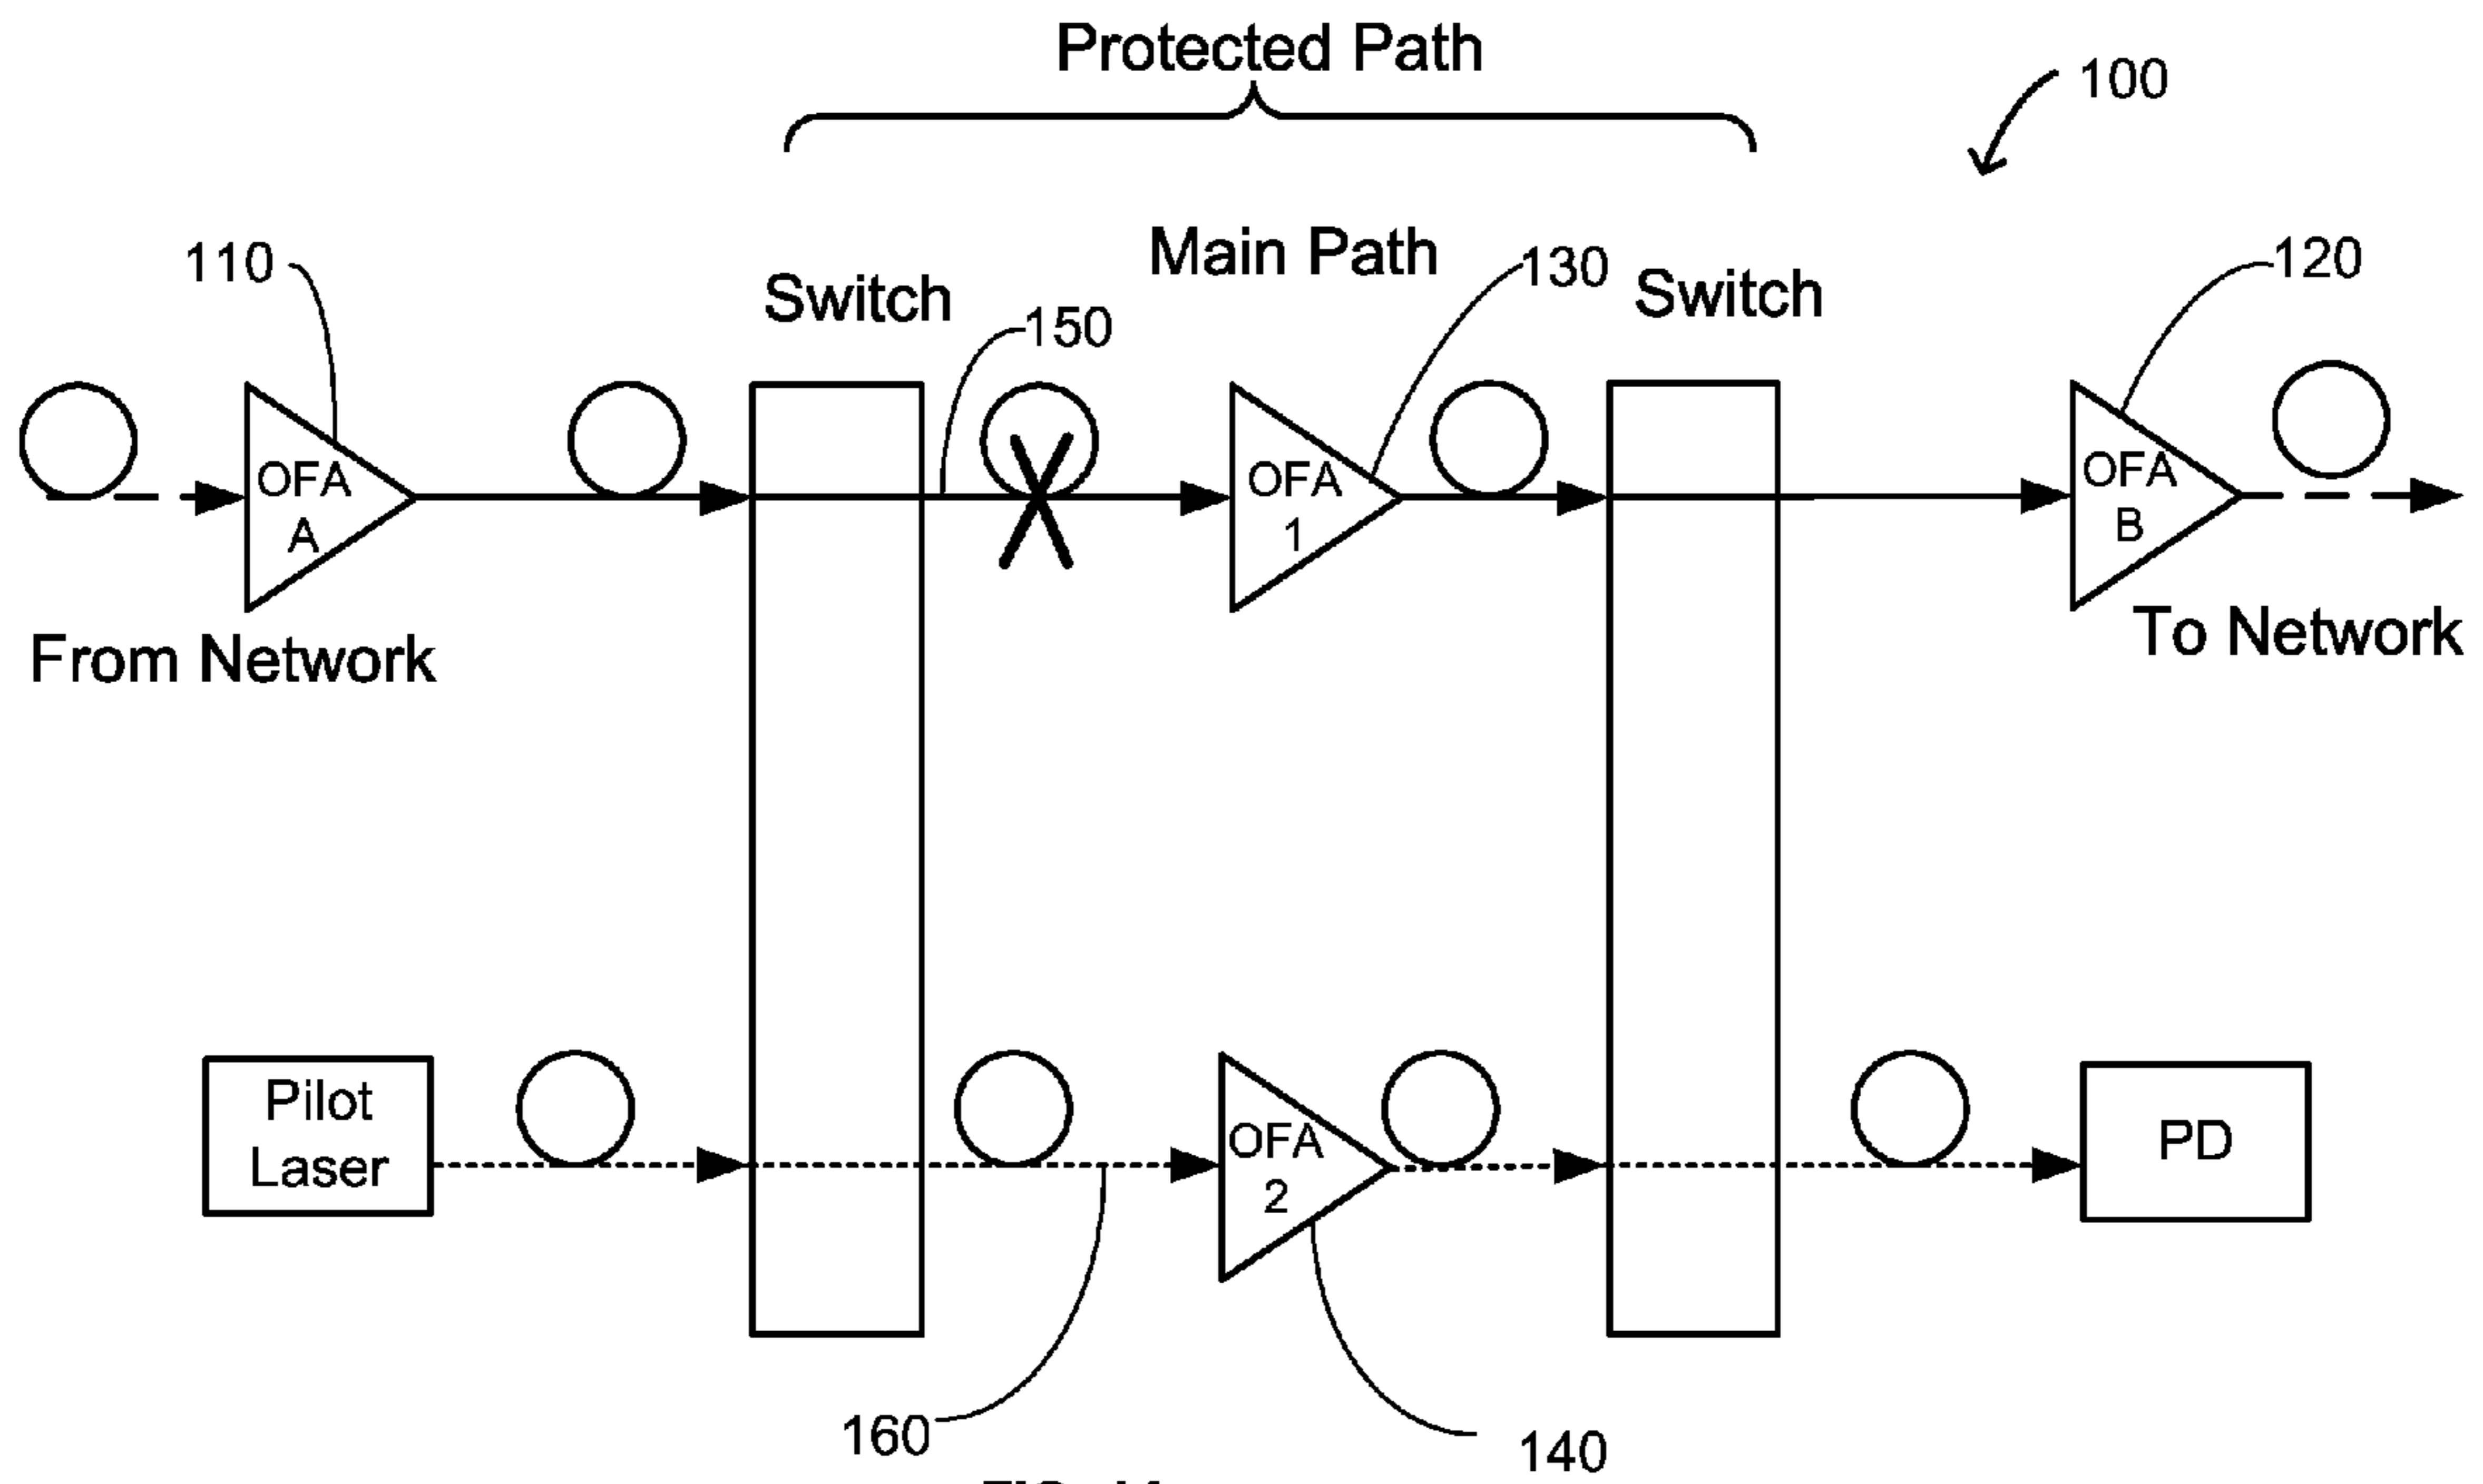 Protected Path
100
110
Main Path
130
120
Switch
Switch
150
OFA
A
OFA
1
OFA
B
From Network
To Network
Pilot
Laser
OFA
2
PD
160
140